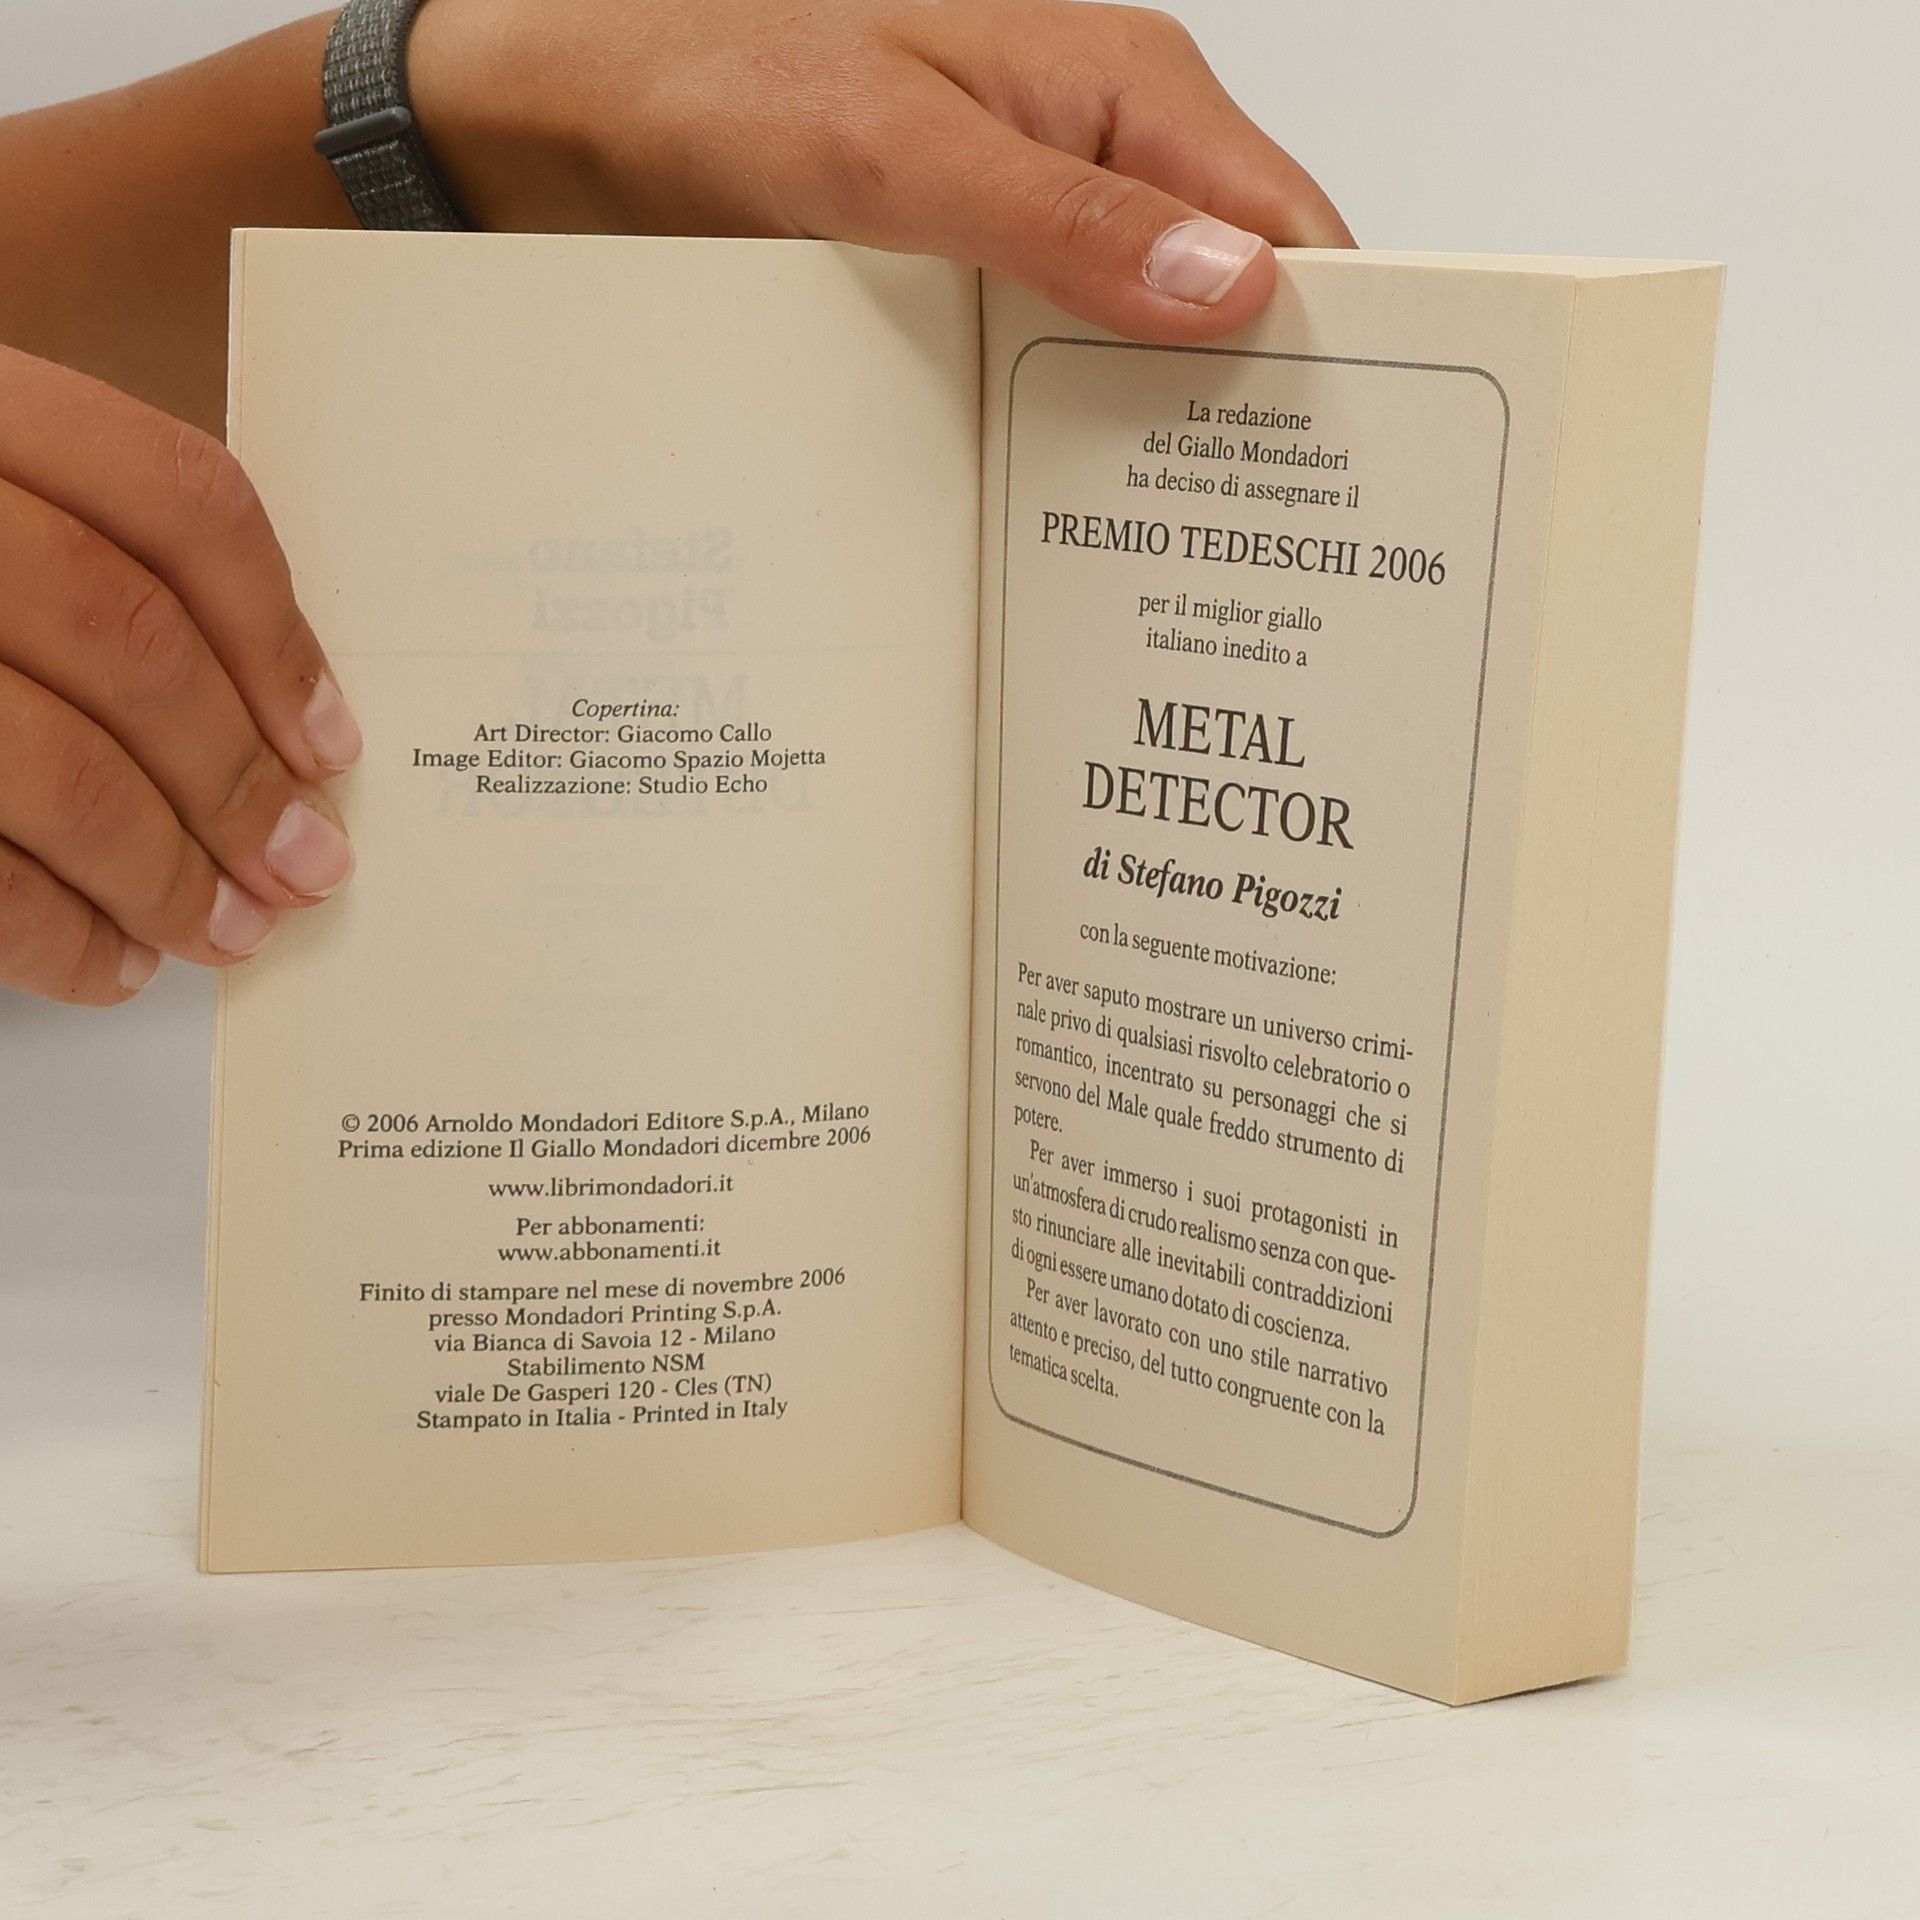 Copertina:
Art Director: Giacomo Callo
Image Editor: Giacomo Spazio Mojetta
Realizzazione: Studio Echo
© 2006 Arnoldo Mondadori Editore S.p.A., Milano
Prima edizione Il Giallo Mondadori dicembre 2006
www.librimondadori.it
Per abbonamenti:
www.abbonamenti.it
Finito di stampare nel mese di novembre 2006
presso Mondadori Printing S.p.A.
via Bianca di Savoia 12 - Milano
Stabilimento NSM
viale De Gasperi 120 - Cles (TN)
Stampato in Italia - Printed in Italy
La redazione
del Giallo Mondadori
ha deciso di assegnare il
PREMIO TEDESCHI 2006
per il miglior giallo
italiano inedito a
METAL
DETECTOR
di Stefano Pigozzi
con la seguente motivazione:
Per aver saputo mostrare un universo crimi-
nale privo di qualsiasi risvolto celebratorio o
romantico, incentrato su personaggi che si
servono del Male quale freddo strumento di
potere.
Per aver immerso i suoi protagonisti in
un'atmosfera di crudo realismo senza con que-
sto rinunciare alle inevitabili contraddizioni
di ogni essere umano dotato di coscienza.
Per aver lavorato con uno stile narrativo
attento e preciso, del tutto congruente con la
tematica scelta.